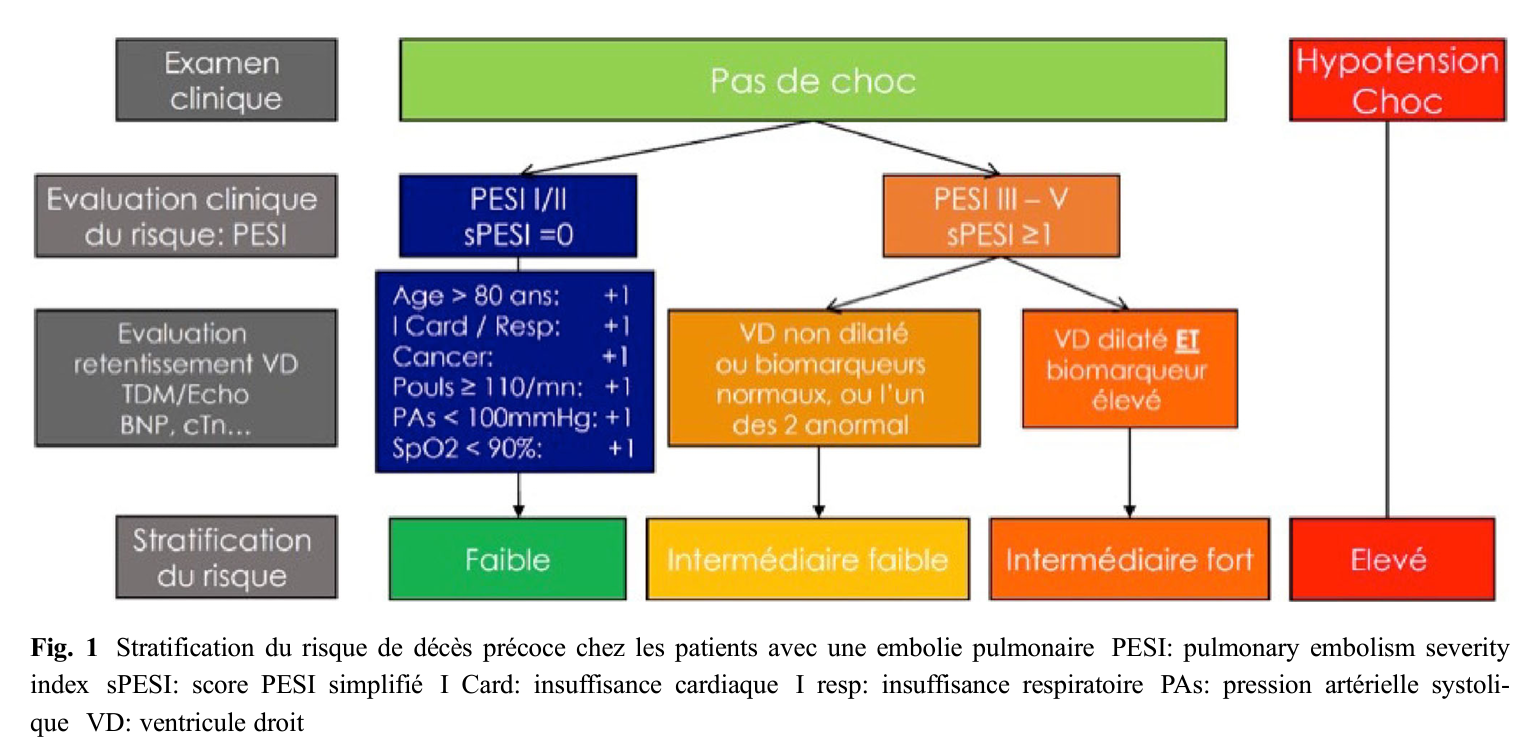 Examen
clinique
Pas de choc
Hypotension
Choc
Evaluation clinique
du risque: PESI
PESI I/II
sPESI =0
PESI III – V
sPESI ≥1
Evaluation
retentissement VD
TDM/Echo
BNP, cTn...
Age > 80 ans: +1
I Card / Resp: +1
Cancer: +1
Pouls ≥ 110/mn: +1
PAs < 100mmHg: +1
SpO2 < 90%: +1
VD non dilaté
ou biomarqueurs
normaux, ou l'un
des 2 anormal
VD dilaté ET
biomarqueur
élevé
Stratification
du risque
Faible
Intermédiaire faible
Intermédiaire fort
Elevé
Fig. 1 Stratification du risque de décès précoce chez les patients avec une embolie pulmonaire PESI: pulmonary embolism severity
index sPESI: score PESI simplifié I Card: insuffisance cardiaque I resp: insuffisance respiratoire PAs: pression artérielle systoli-
que VD: ventricule droit